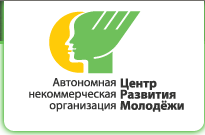 Автономная Центр
некоммерческая Развития
организация Молодёжи